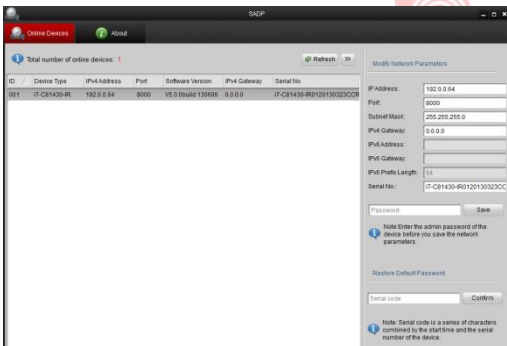 SADP
Online Devices
About
Total number of online devices: 1
Refresh
ID Device Type IPv4 Address Port Software Version IPv4 Gateway Serial No.
001 i7-C81430-IR 192.0.0.64 8000 V5.0.0build 130606 0.0.0.0 i7-C81430-IR0120130323CCR
Modify Network Parameters
IP Address: 192.0.0.64
Port: 8000
Subnet Mask: 255.255.255.0
IPv4 Gateway: 0.0.0.0
IPv6 Address:
IPv6 Gateway:
IPv6 Prefix Length: 64
Serial No.: i7-C81430-IR0120130323CC
Password Save
Note:Enter the admin password of the
device before you save the network
parameters.
Restore Default Password
Serial code Confirm
Note: Serial code is a series of characters
combined by the start time and the serial
number of the device.